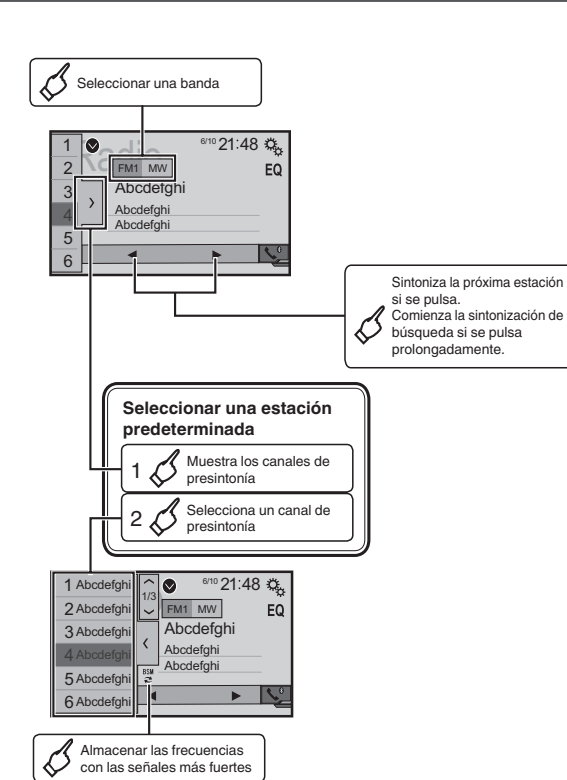 Seleccionar una banda
Radio
6/10 21:48
FM1 MW
EQ
1
2
3
4
5
6
>
Abcdefghi
Abcdefghi
Abcdefghi
Sintoniza la próxima estación
si se pulsa.
Comienza la sintonización de
búsqueda si se pulsa
prolongadamente.
Seleccionar una estación
predeterminada
1 Muestra los canales de
presintonía
2 Selecciona un canal de
presintonía
1 Abcdefghi
2 Abcdefghi
3 Abcdefghi
4 Abcdefghi
5 Abcdefghi
6 Abcdefghi
1/3
6/10 21:48
FM1 MW
EQ
Abcdefghi
Abcdefghi
Abcdefghi
BSM
Almacenar las frecuencias
con las señales más fuertes